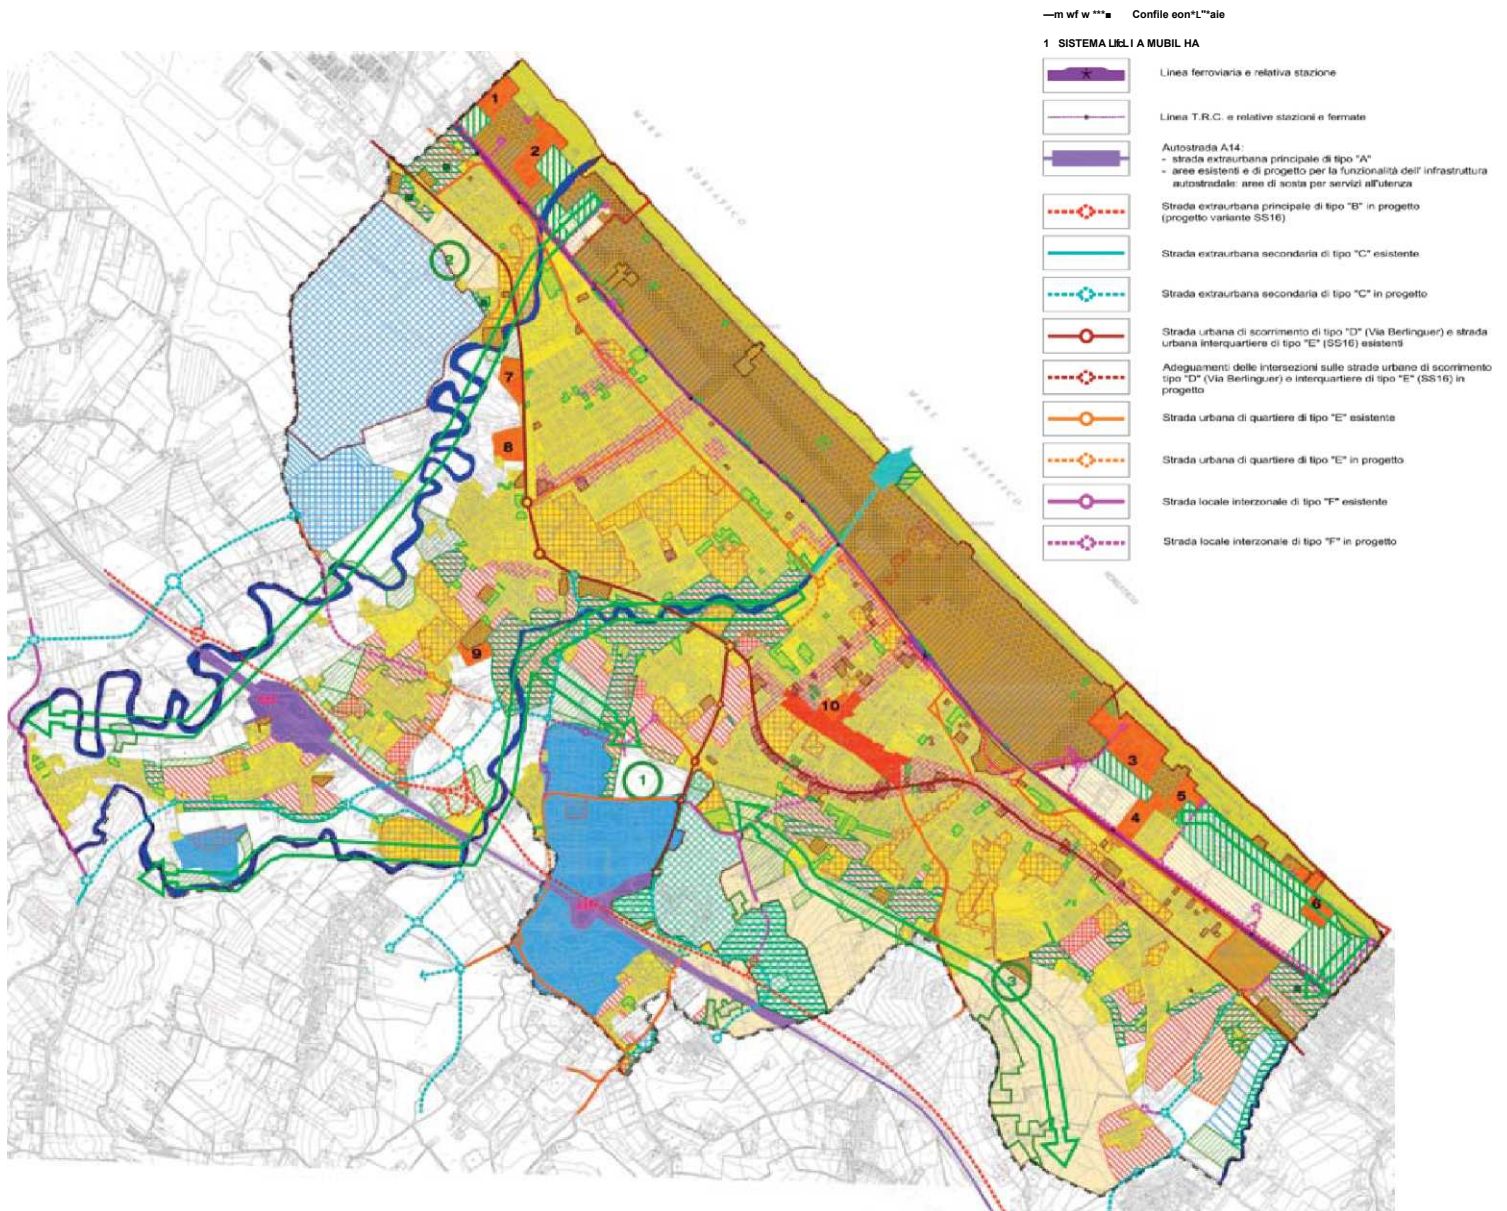 —m wf w ***■ Confile eon*L"*aie
1 SISTEMA I A MUBIL HA
Linea ferroviaria e relativa stazione
Linea T.R.C. e relative stazioni e fermate
Autostrada A14:
- strada extraurbana principale di tipo "A"
- aree esistenti e di progetto per la funzionalità dell' infrastruttura
autostradale: aree di sosta per servizi all'utenza
Strada extraurbana principale di tipo "B" in progetto
(progetto variante SS16)
Strada extraurbana secondaria di tipo "C" esistente
Strada extraurbana secondaria di tipo "C" in progetto
Strada urbana di scorrimento di tipo "D" (Via Berlinguer) e strada
urbana interquartiere di tipo "E" (SS16) esistenti
Adeguamenti delle intersezioni sulle strade urbane di scorrimento
tipo "D" (Via Berlinguer) e interquartiere di tipo "E" (SS16) in
progetto
Strada urbana di quartiere di tipo "E" esistente
Strada urbana di quartiere di tipo "E" in progetto
Strada locale interzonale di tipo "F" esistente
Strada locale interzonale di tipo "F" in progetto
MARE ADRIATICO
MARE ADRIATICO
1
2
2
7
8
9
10
1
3
5
4
6
3